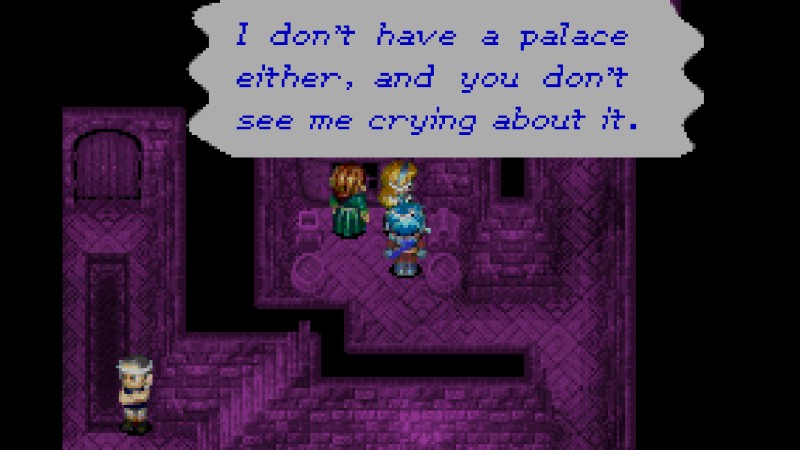 I don't have a palace
either, and you don't
see me crying about it.